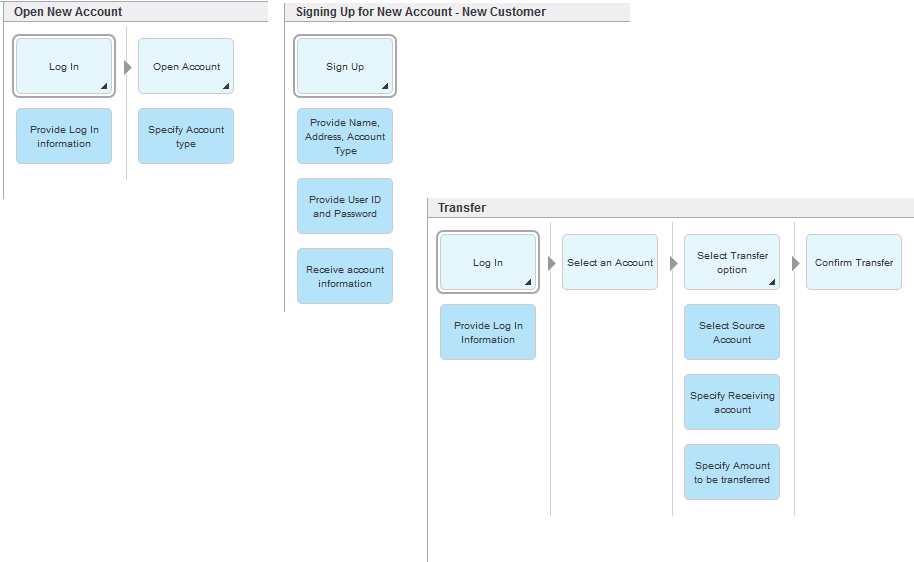 Open New Account
Log In
Open Account
Provide Log In
information
Specify Account
type
Signing Up for New Account - New Customer
Sign Up
Provide Name,
Address, Account
Type
Provide User ID
and Password
Receive account
information
Transfer
Log In
Select an Account
Select Transfer
option
Confirm Transfer
Provide Log In
Information
Select Source
Account
Specify Receiving
account
Specify Amount
to be transferred